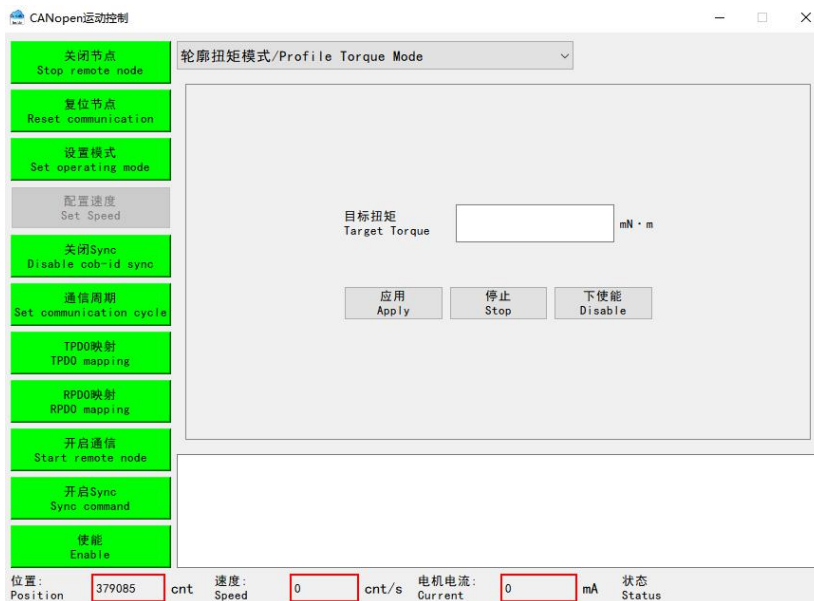 CANopen运动控制
关闭节点
Stop remote node
轮廓扭矩模式/Profile Torque Mode
复位节点
Reset communication
设置模式
Set operating mode
配置速度
Set Speed
关闭Sync
Disable cob-id sync
通信周期
Set communication cycle
TPDO映射
TPDO mapping
RPDO映射
RPDO mapping
开启通信
Start remote node
开启Sync
Sync command
使能
Enable
目标扭矩
Target Torque
mN·m
应用
Apply
停止
Stop
下使能
Disable
位置:
Position
379085
cnt
速度:
Speed
0
cnt/s
电机电流:
Current
0
mA
状态
Status